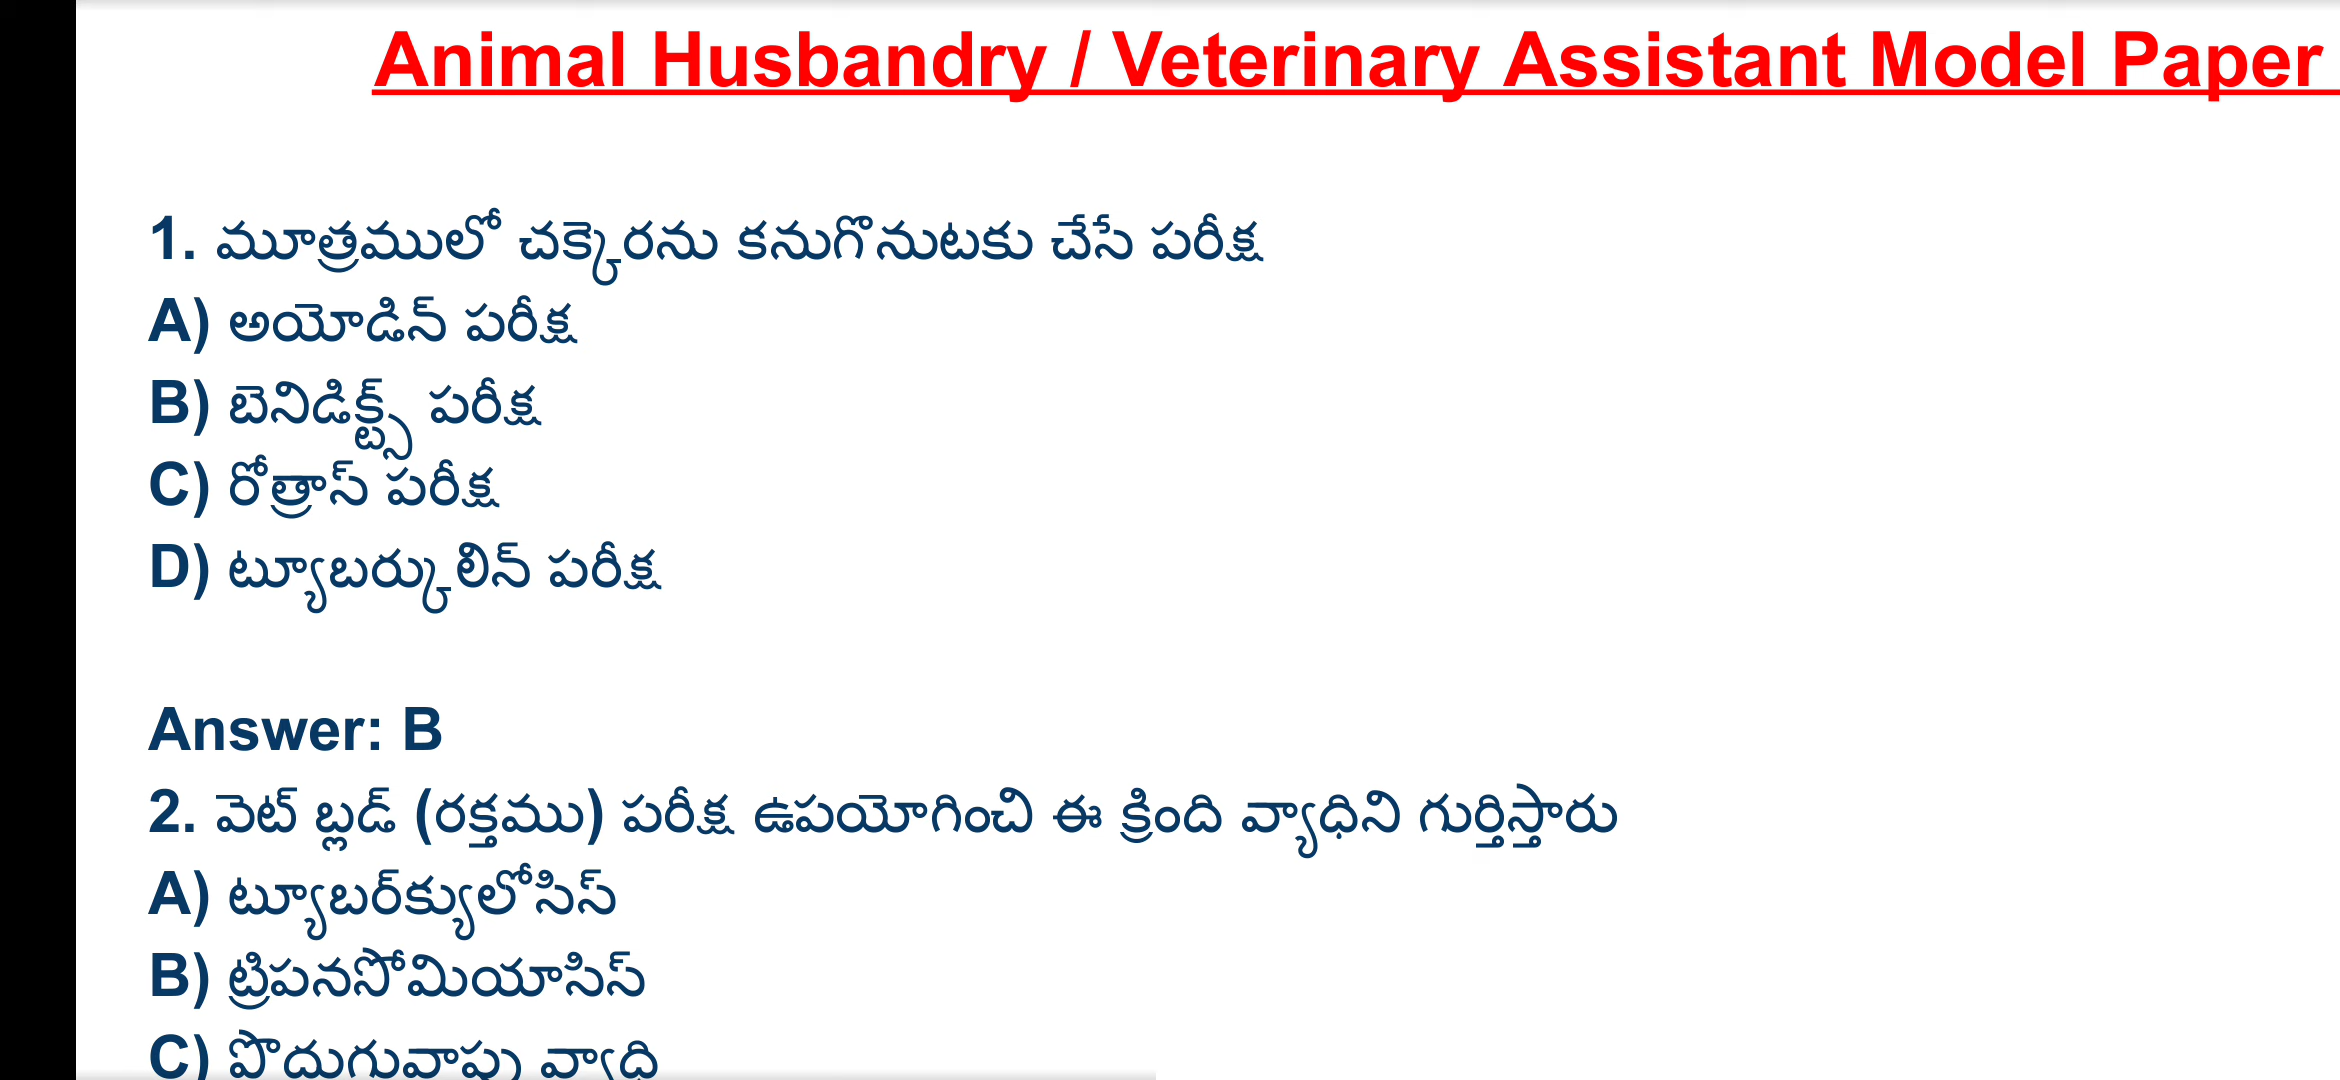 Animal Husbandry / Veterinary Assistant Model Paper
1. మూత్రములో చక్కెరను కనుగొనుటకు చేసే పరీక్ష
A) అయోడిన్ పరీక్ష
B) బెనిడిక్ట్స్ పరీక్ష
C) రోత్రాస్ పరీక్ష
D) ట్యూబర్కులిన్ పరీక్ష
Answer: B
2. వెట్ బ్లడ్ (రక్తము) పరీక్ష ఉపయోగించి ఈ క్రింది వ్యాధిని గుర్తిస్తారు
A) ట్యూబర్‌క్యులోసిస్
B) ట్రిపనసోమియాసిస్
C) పొదుగువాపు వ్యాధి